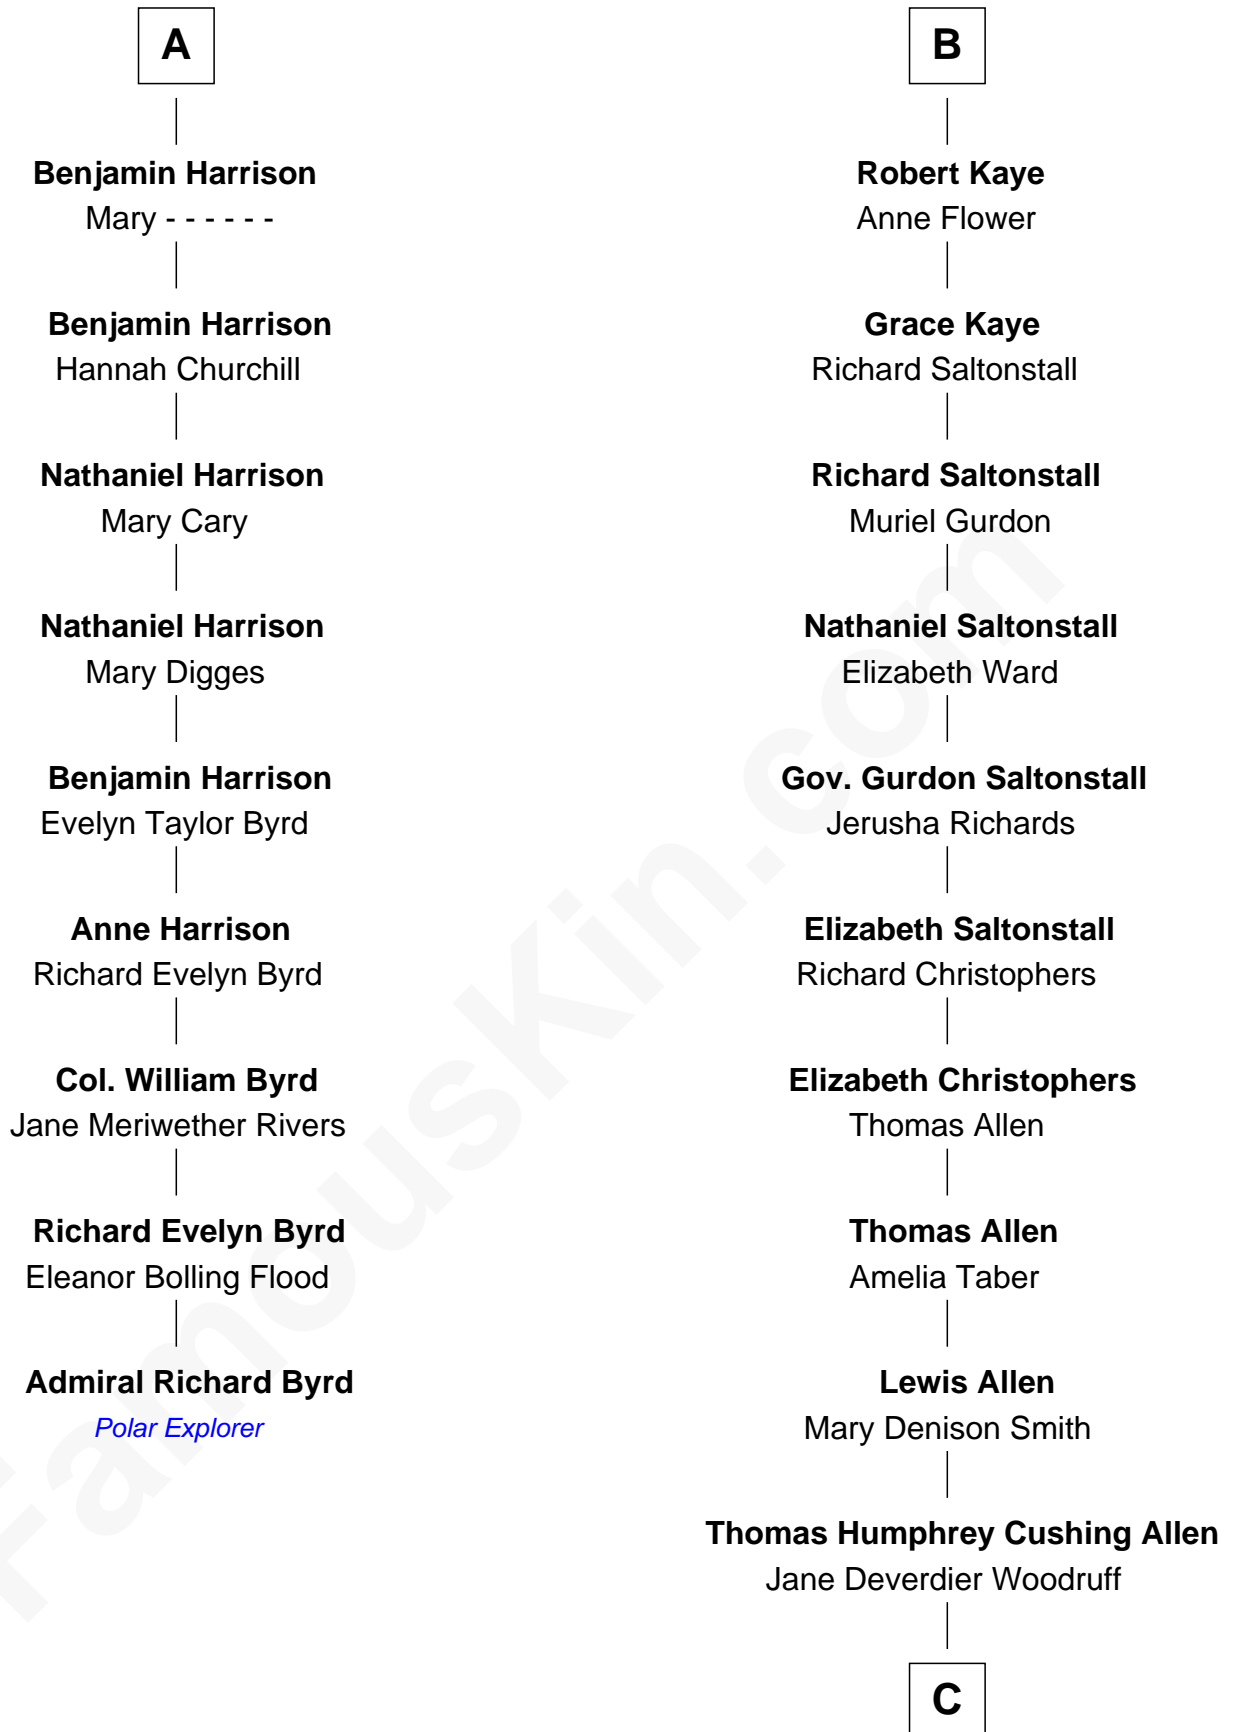 A
Benjamin Harrison
Mary - - - - - -
Benjamin Harrison
Hannah Churchill
Nathaniel Harrison
Mary Cary
Nathaniel Harrison
Mary Digges
Benjamin Harrison
Evelyn Taylor Byrd
Anne Harrison
Richard Evelyn Byrd
Col. William Byrd
Jane Meriwether Rivers
Richard Evelyn Byrd
Eleanor Bolling Flood
Admiral Richard Byrd
Polar Explorer
B
Robert Kaye
Anne Flower
Grace Kaye
Richard Saltonstall
Richard Saltonstall
Muriel Gurdon
Nathaniel Saltonstall
Elizabeth Ward
Gov. Gurdon Saltonstall
Jerusha Richards
Elizabeth Saltonstall
Richard Christophers
Elizabeth Christophers
Thomas Allen
Thomas Allen
Amelia Taber
Lewis Allen
Mary Denison Smith
Thomas Humphrey Cushing Allen
Jane Deverdier Woodruff
C
FamousKin.com